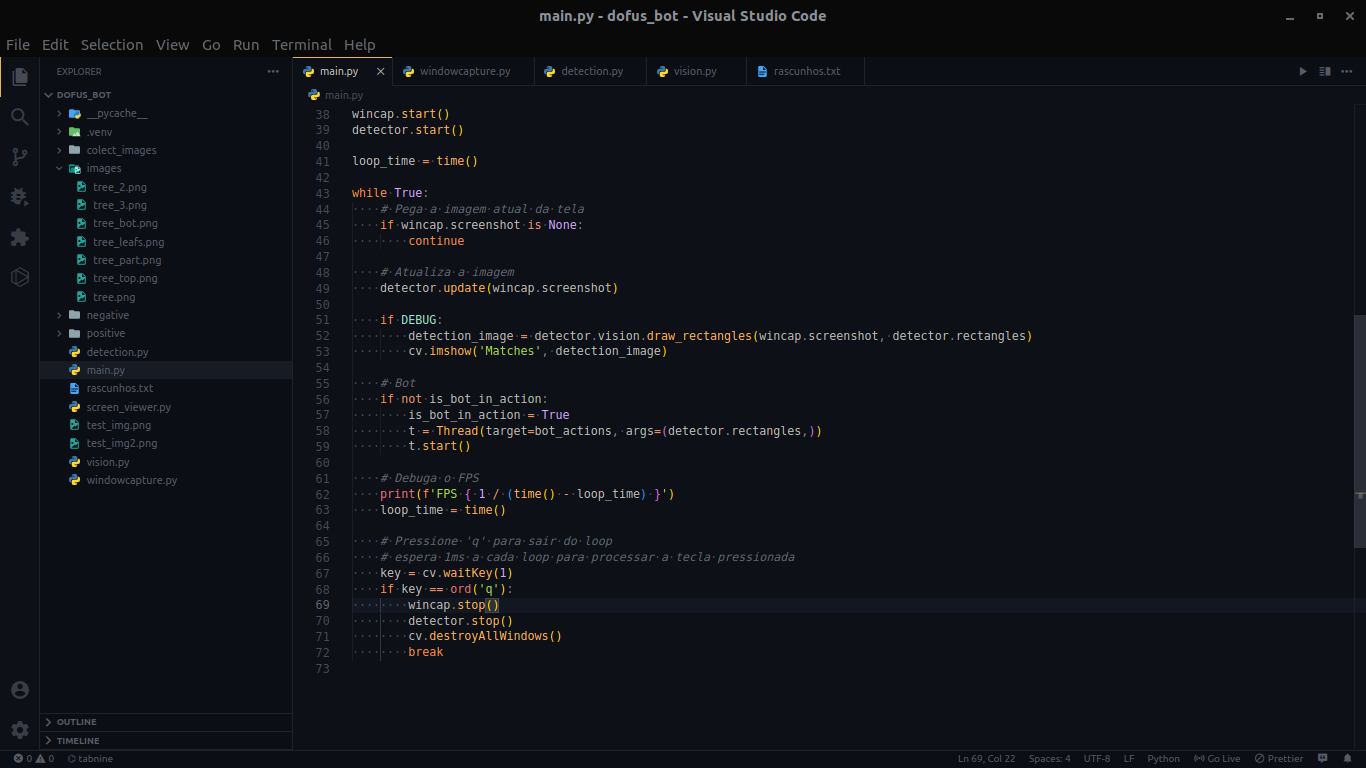 main.py - dofus_bot - Visual Studio Code
File Edit Selection View Go Run Terminal Help
EXPLORER
DOFUS_BOT
__pycache__
.venv
colect_images
images
tree_2.png
tree_3.png
tree_bot.png
tree_leafs.png
tree_part.png
tree_top.png
tree.png
negative
positive
detection.py
main.py
rascunhos.txt
screen_viewer.py
test_img.png
test_img2.png
vision.py
windowcapture.py
OUTLINE
TIMELINE
main.py windowcapture.py detection.py vision.py rascunhos.txt
main.py
38 wincap.start()
39 detector.start()
40
41 loop_time = time()
42
43 while True:
44     # Pega a imagem atual da tela
45     if wincap.screenshot is None:
46         continue
47
48     # Atualiza a imagem
49     detector.update(wincap.screenshot)
50
51     if DEBUG:
52         detection_image = detector.vision.draw_rectangles(wincap.screenshot, detector.rectangles)
53         cv.imshow('Matches', detection_image)
54
55     # Bot
56     if not is_bot_in_action:
57         is_bot_in_action = True
58         t = Thread(target=bot_actions, args=(detector.rectangles,))
59         t.start()
60
61     # Debuga o FPS
62     print(f'FPS { 1 / (time() - loop_time) }')
63     loop_time = time()
64
65     # Pressione 'q' para sair do loop
66     # espera 1ms a cada loop para processar a tecla pressionada
67     key = cv.waitKey(1)
68     if key == ord('q'):
69         wincap.stop()
70         detector.stop()
71         cv.destroyAllWindows()
72         break
73
0 0 tabnine Ln 69, Col 22 Spaces: 4 UTF-8 LF Python Go Live Prettier